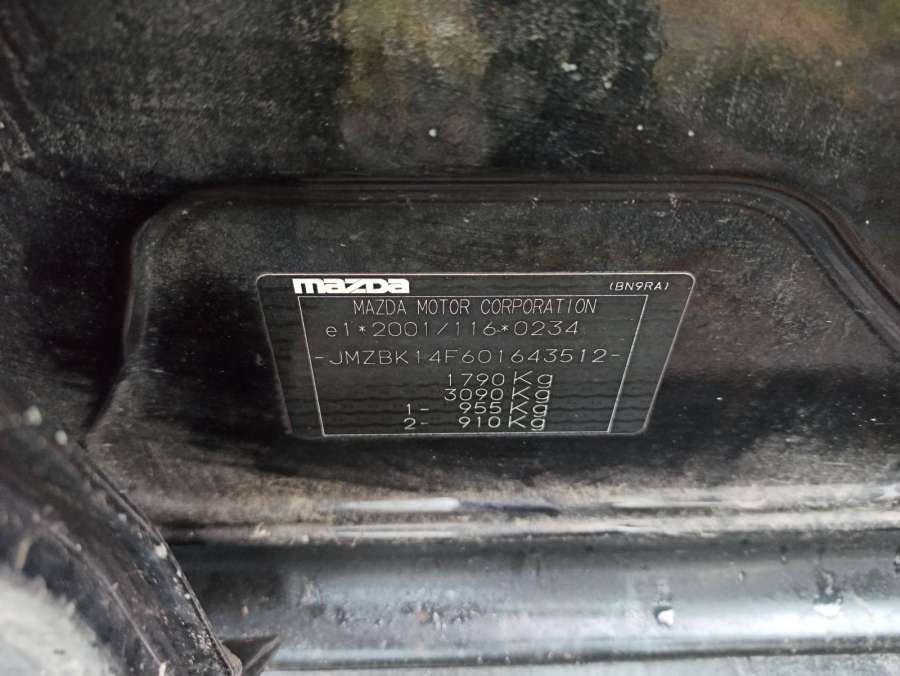 mazda
(BN9RA)
MAZDA MOTOR CORPORATION
e1*2001/116*0234
-JMZBK14F601643512-
1790 Kg
3090 Kg
1- 955 Kg
2- 910 Kg